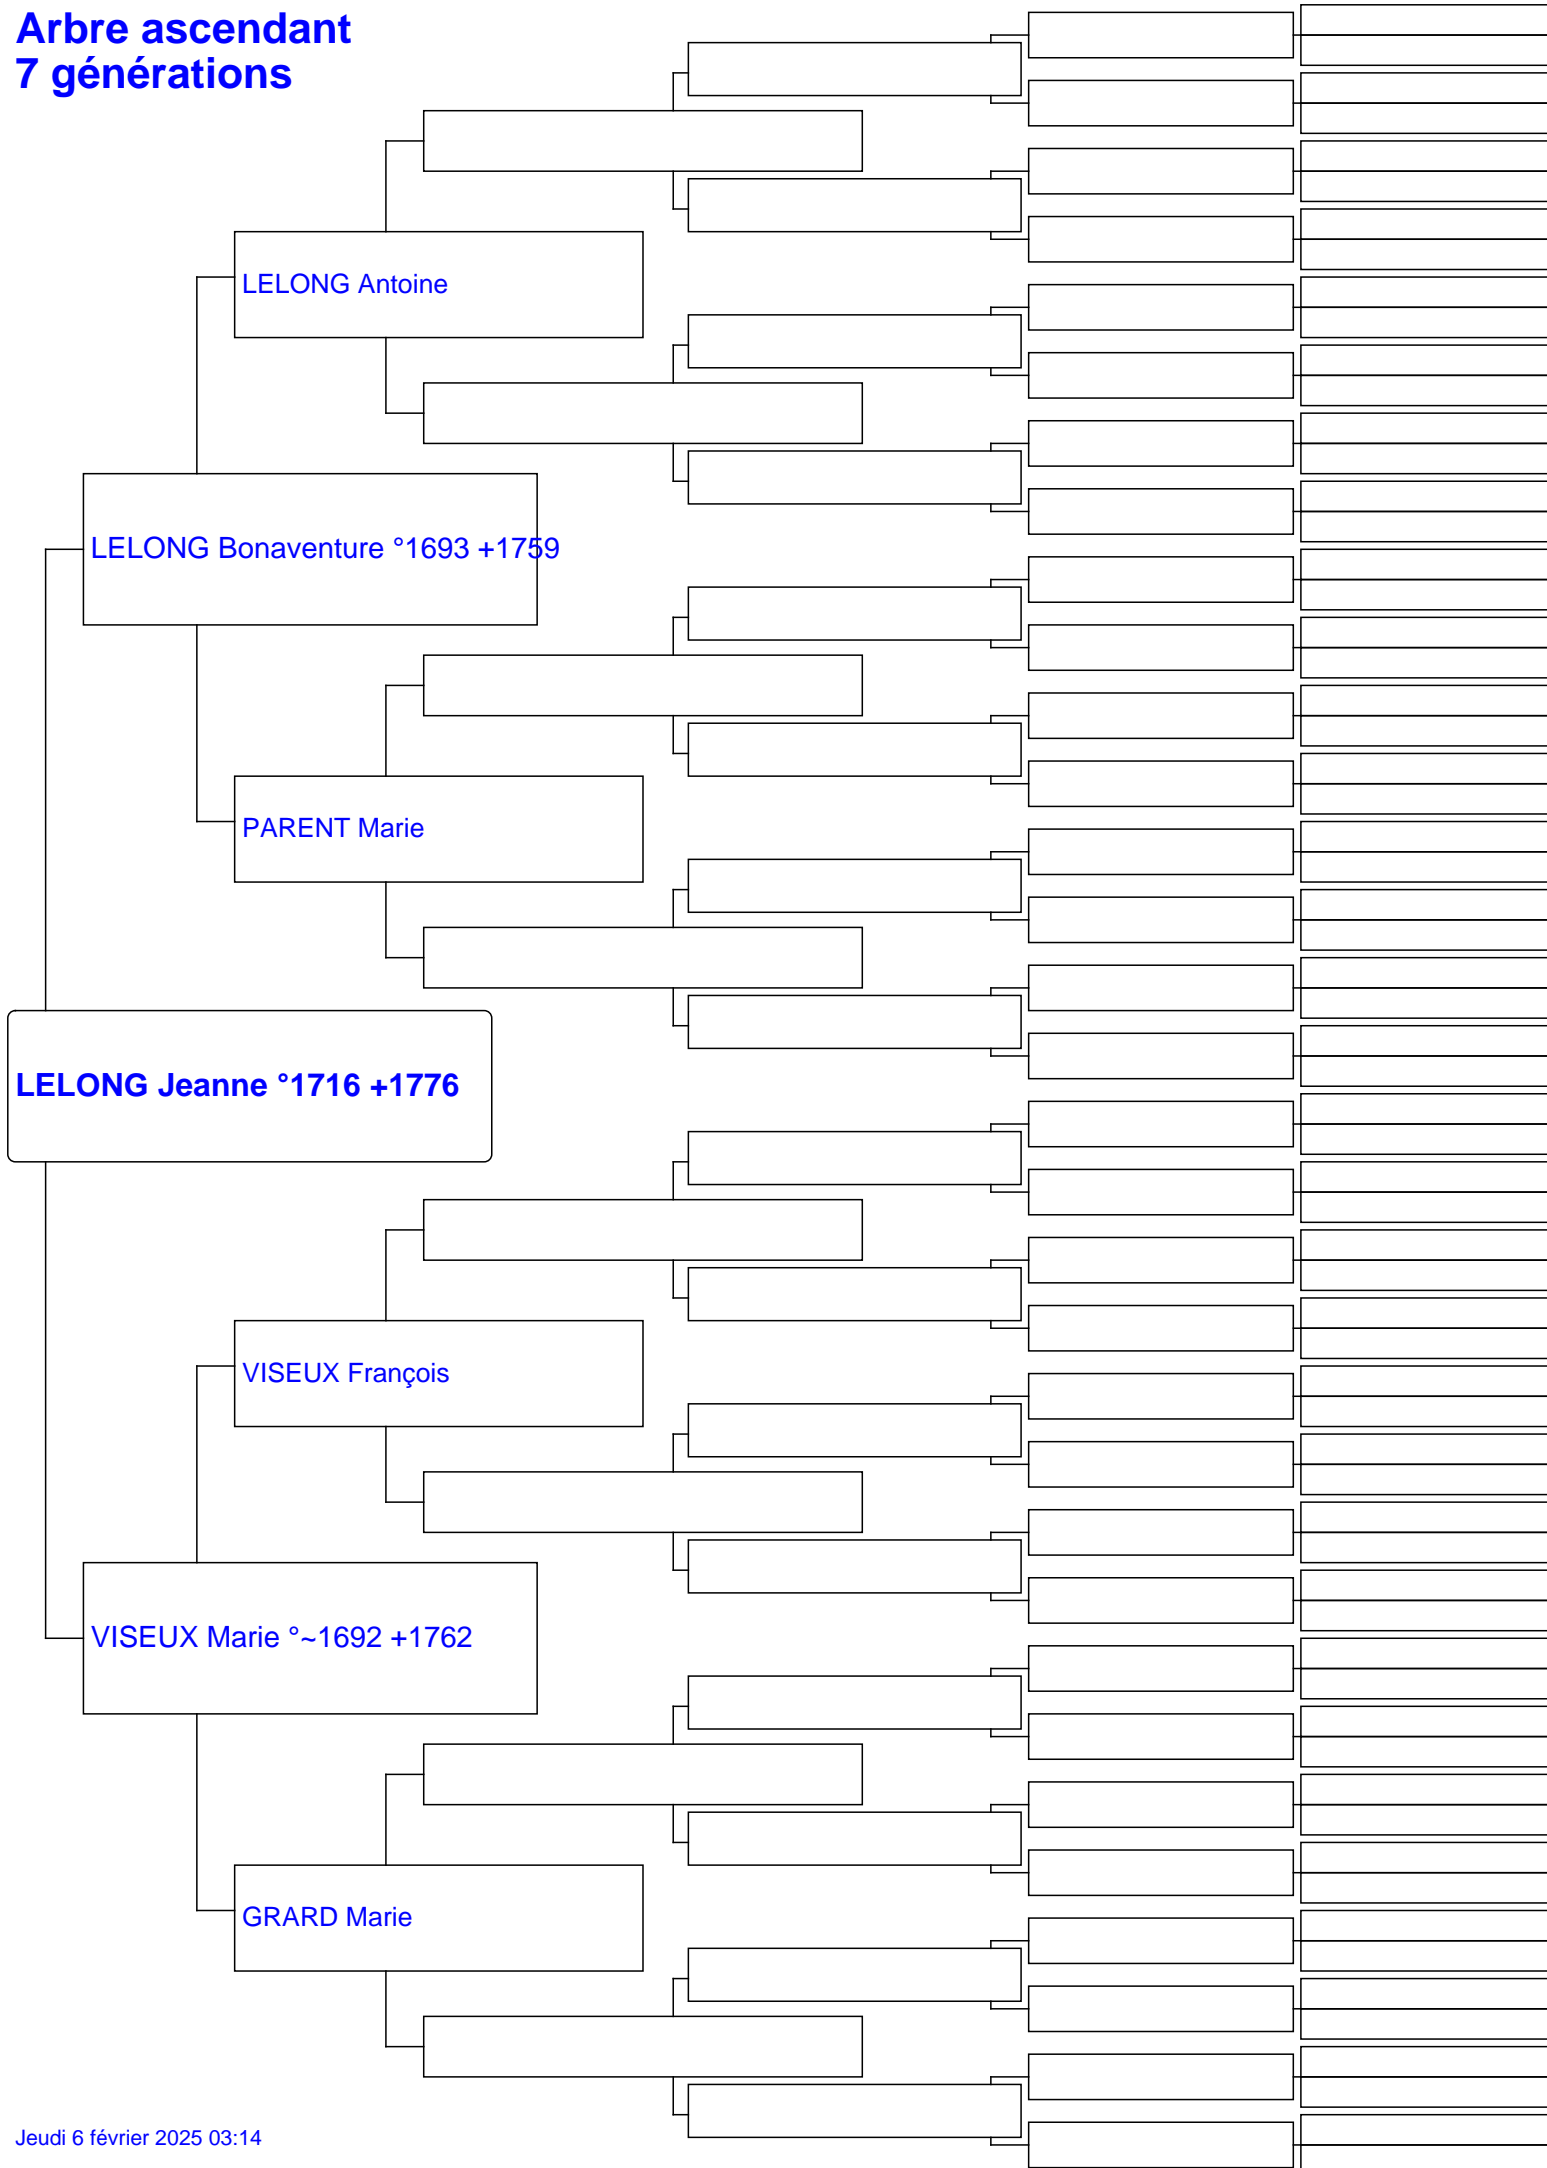 Arbre ascendant
7 générations
LELONG Antoine
LELONG Bonaventure °1693 +1759
PARENT Marie
LELONG Jeanne °1716 +1776
VISEUX François
VISEUX Marie °~1692 +1762
GRARD Marie
Jeudi 6 février 2025 03:14